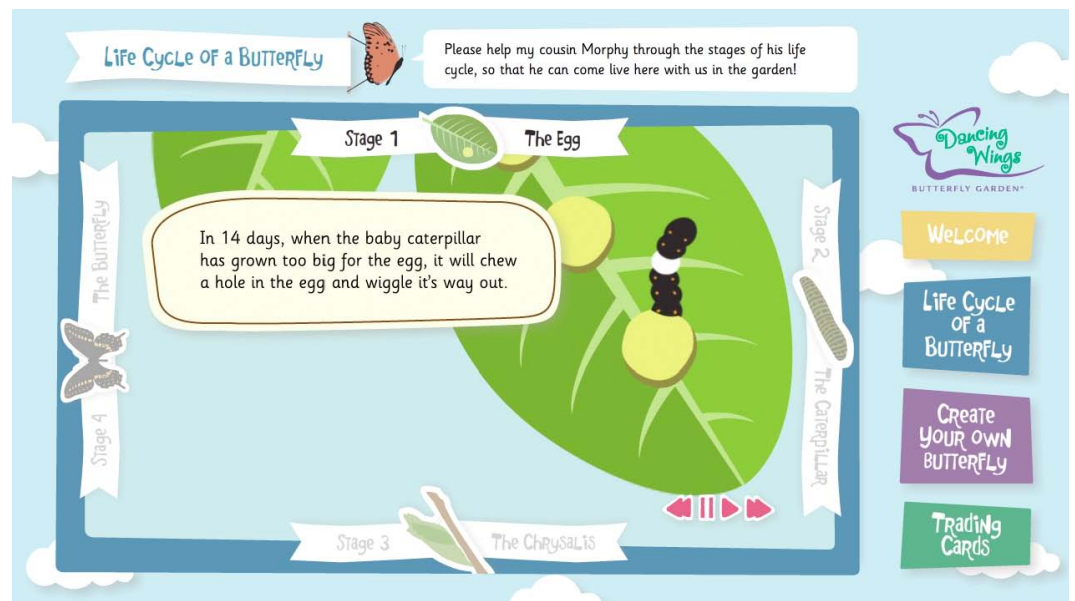 Life Cycle of a Butterfly
Please help my cousin Morphy through the stages of his life
cycle, so that he can come live here with us in the garden!
Stage 1 The Egg
In 14 days, when the baby caterpillar
has grown too big for the egg, it will chew
a hole in the egg and wiggle it's way out.
Stage 2 The Caterpillar
Stage 3 The Chrysalis
Stage 4 The Butterfly
Dancing
Wings
BUTTERFLY GARDEN®
Welcome
Life Cycle
of a
Butterfly
Create
Your Own
Butterfly
Trading
Cards